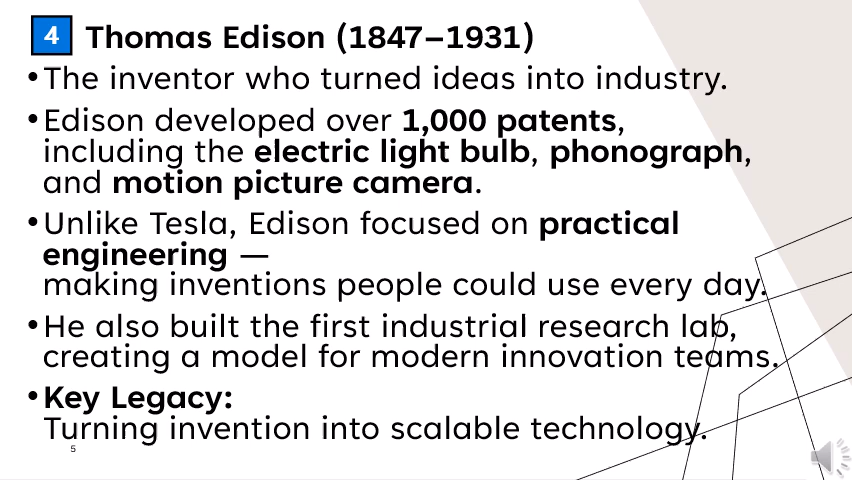 4 Thomas Edison (1847–1931)
•The inventor who turned ideas into industry.
•Edison developed over 1,000 patents,
including the electric light bulb, phonograph,
and motion picture camera.
•Unlike Tesla, Edison focused on practical
engineering —
making inventions people could use every day.
•He also built the first industrial research lab,
creating a model for modern innovation teams.
•Key Legacy:
Turning invention into scalable technology.
5